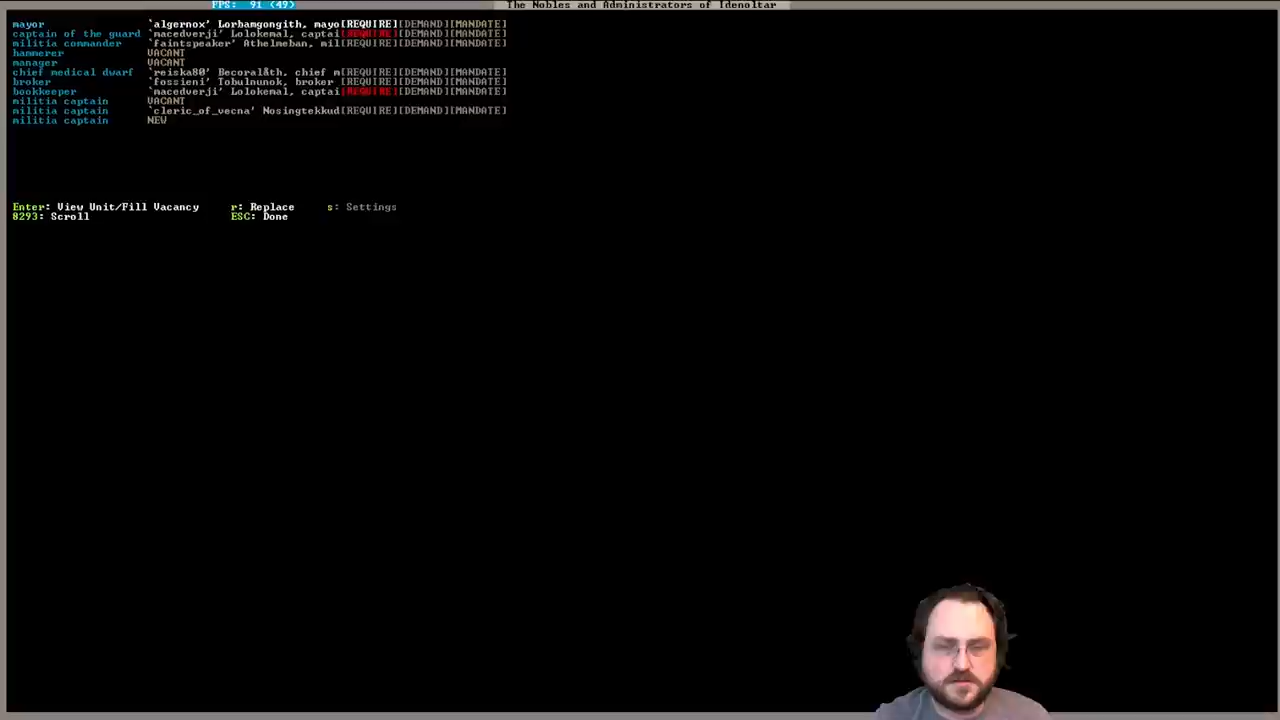 FPS: 91 (49)
The Nobles and Administrators of Idenoltar
mayor `algernox' Lorbamgongith, mayo[REQUIRE][DEMAND][MANDATE]
captain of the guard `macedverji' Lolokemal, captai[REQUIRE][DEMAND][MANDATE]
militia commander `faintspeaker' Athelmeban, mil[REQUIRE][DEMAND][MANDATE]
hammerer VACANT
manager VACANT
chief medical dwarf `reiska80' Becoralâth, chief m[REQUIRE][DEMAND][MANDATE]
broker `fossieni' Tobulnunok, broker [REQUIRE][DEMAND][MANDATE]
bookkeeper `macedverji' Lolokemal, captai[REQUIRE][DEMAND][MANDATE]
militia captain VACANT
militia captain `cleric_of_vecna' Nosingtekkud[REQUIRE][DEMAND][MANDATE]
militia captain NEW
Enter: View Unit/Fill Vacancy r: Replace s: Settings
8293: Scroll ESC: Done